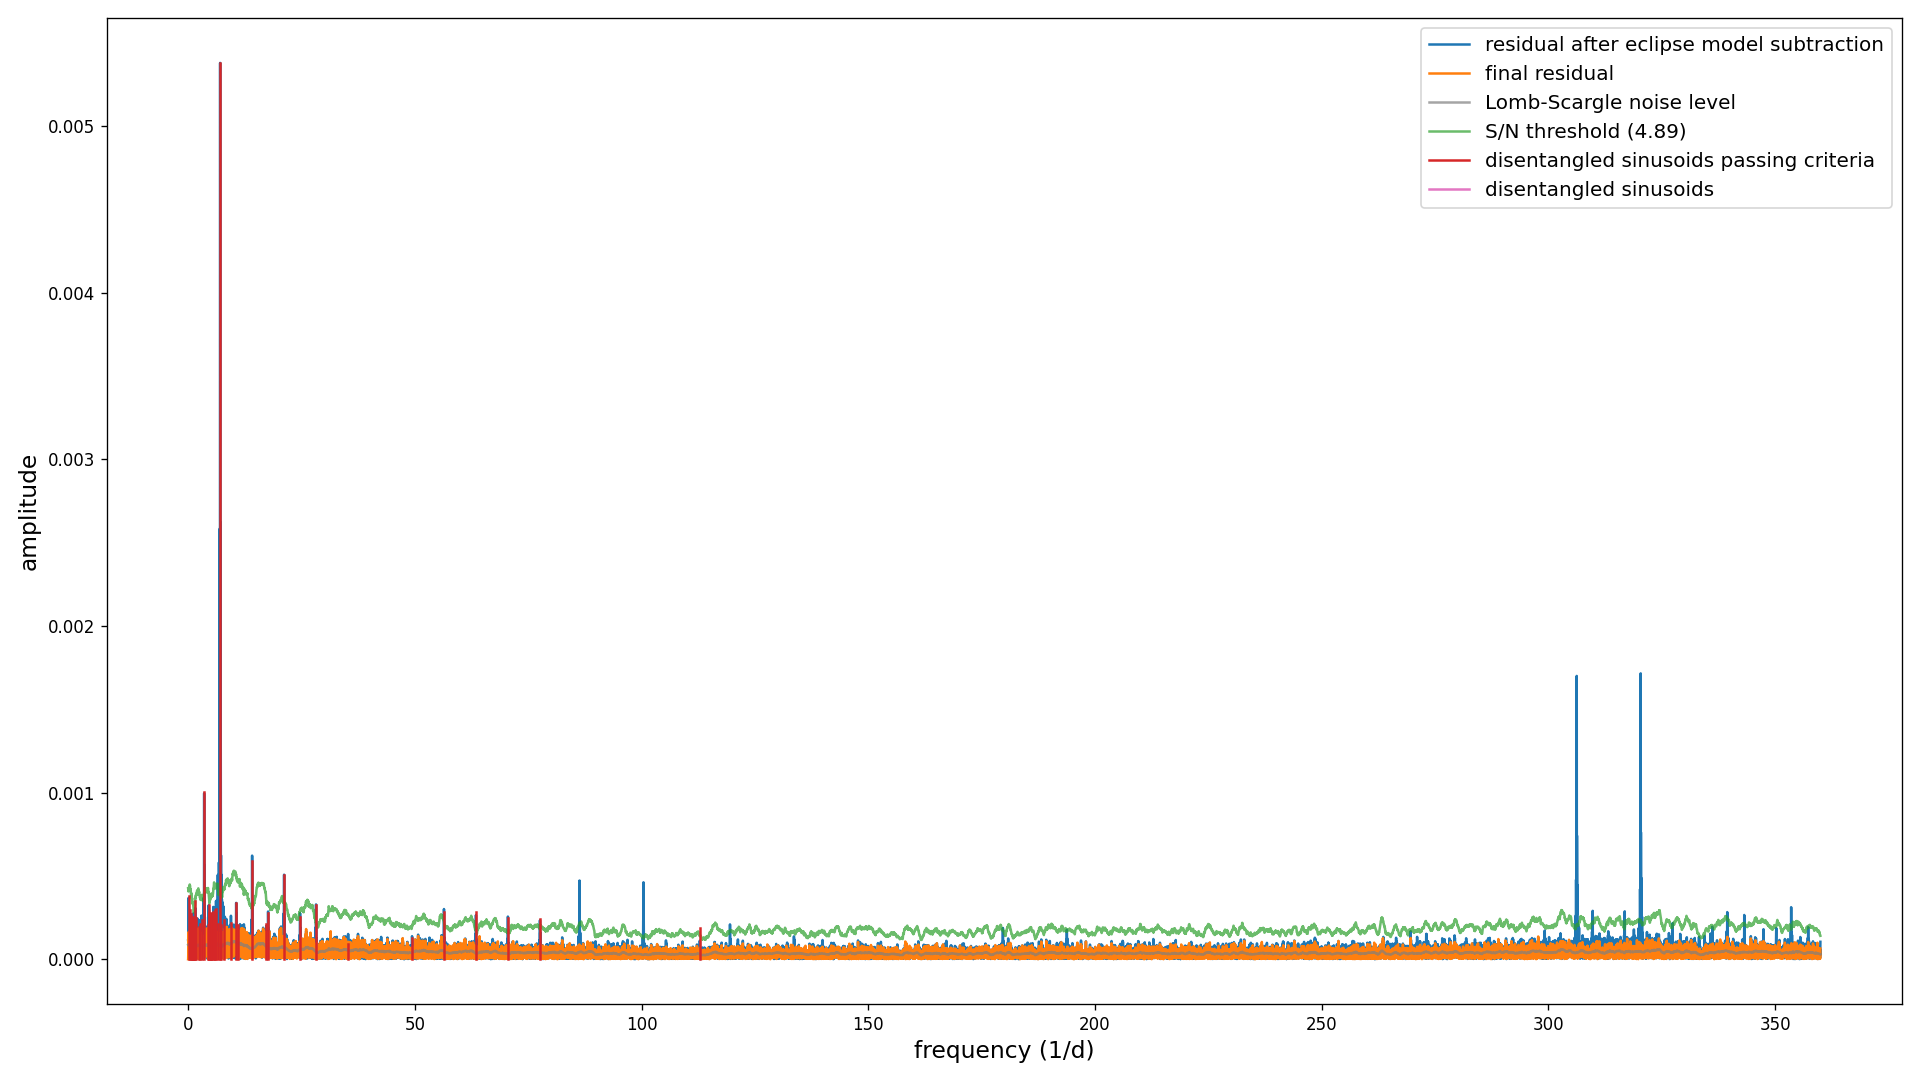 residual after eclipse model subtraction
final residual
Lomb-Scargle noise level
S/N threshold (4.89)
disentangled sinusoids passing criteria
disentangled sinusoids
0.005
0.004
0.003
0.002
0.001
0.000
amplitude
0 50 100 150 200 250 300 350
frequency (1/d)